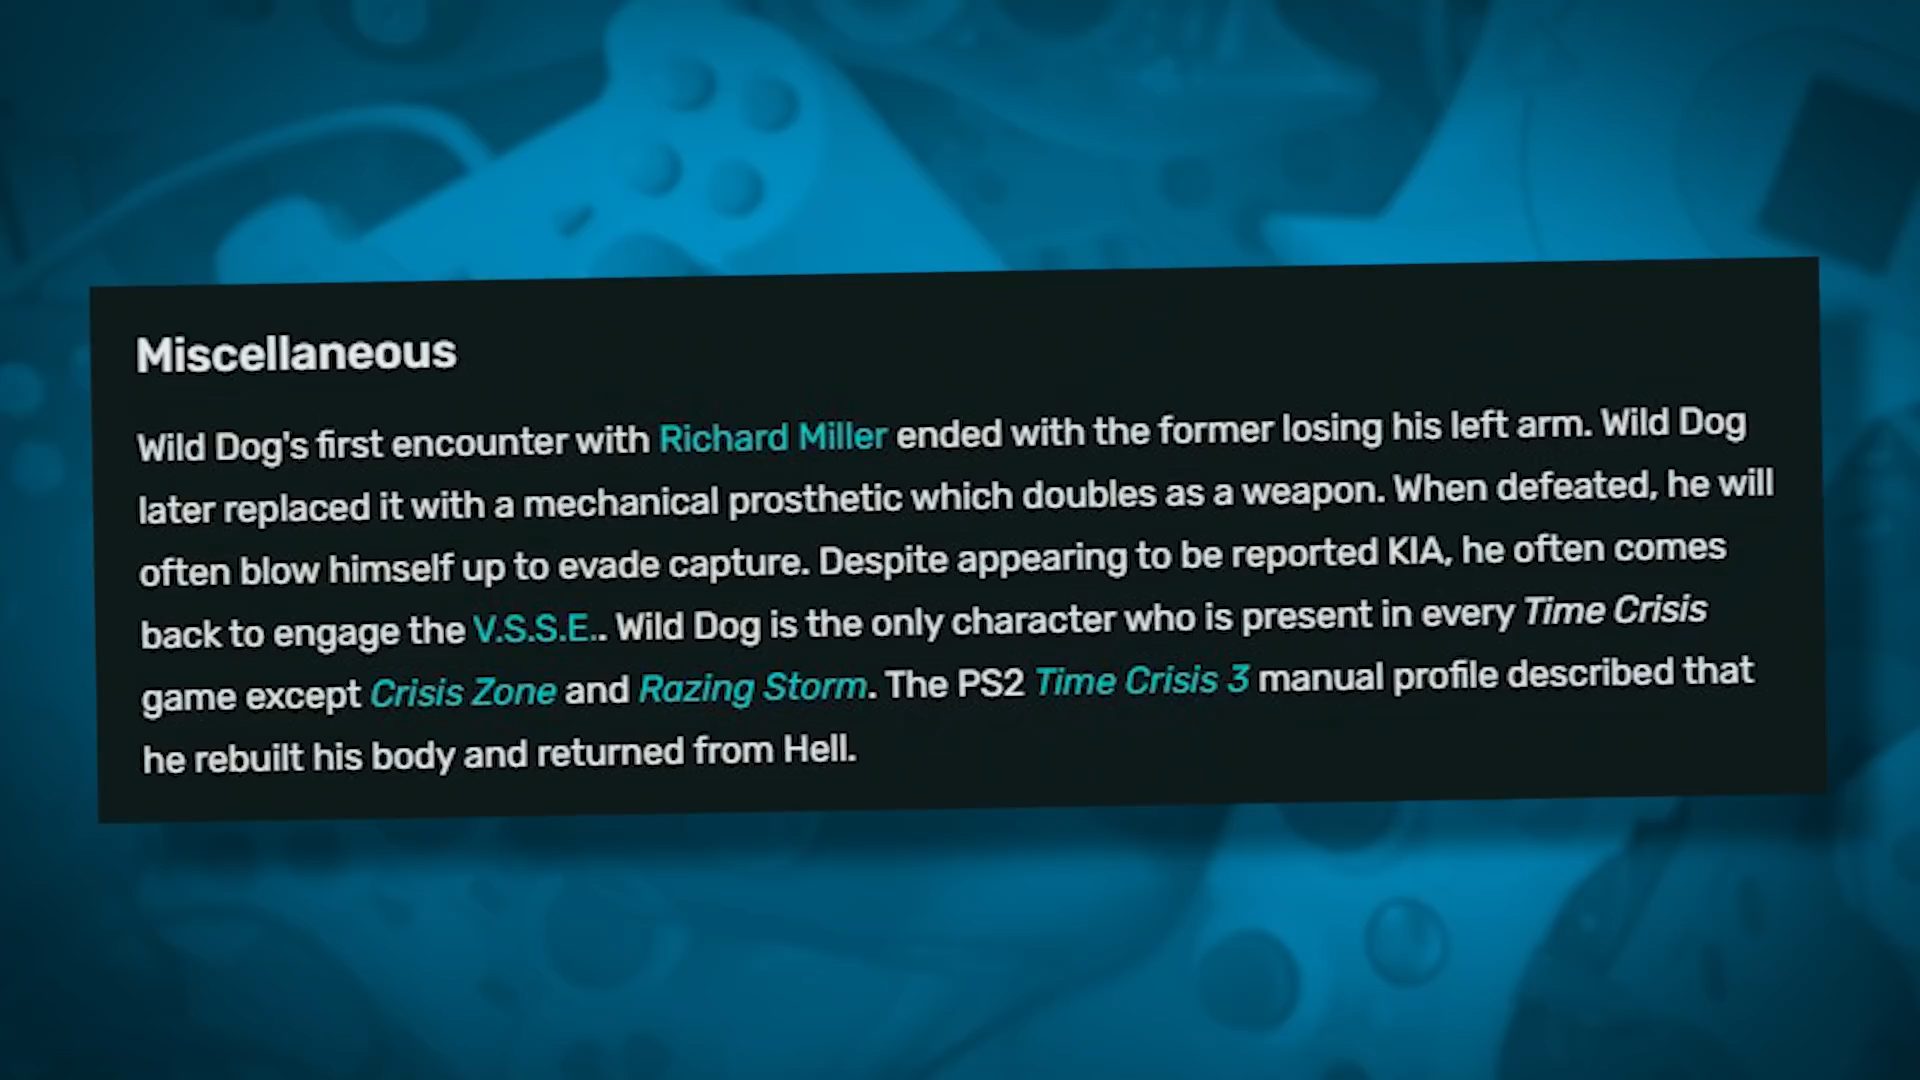 Miscellaneous
Wild Dog's first encounter with Richard Miller ended with the former losing his left arm. Wild Dog
later replaced it with a mechanical prosthetic which doubles as a weapon. When defeated, he will
often blow himself up to evade capture. Despite appearing to be reported KIA, he often comes
back to engage the V.S.S.E.. Wild Dog is the only character who is present in every Time Crisis
game except Crisis Zone and Razing Storm. The PS2 Time Crisis 3 manual profile described that
he rebuilt his body and returned from Hell.